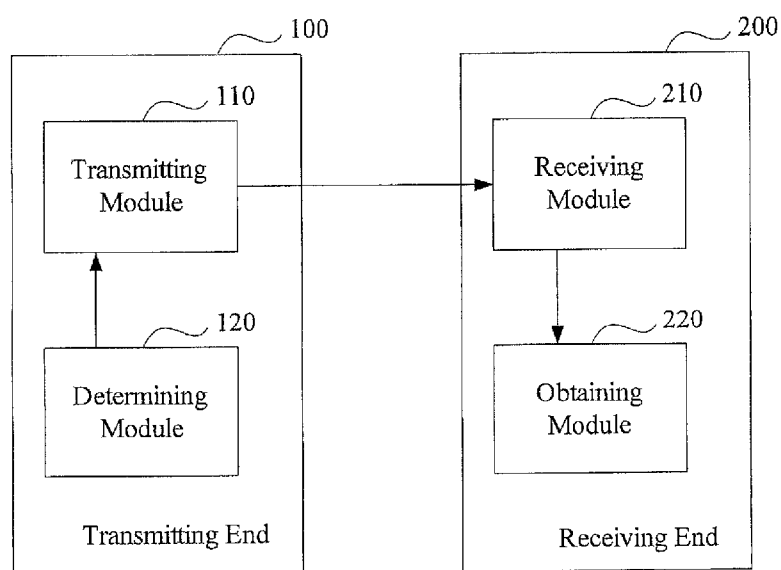 100
200
110
210
Transmitting
Module
Receiving
Module
120
220
Determining
Module
Obtaining
Module
Transmitting End
Receiving End